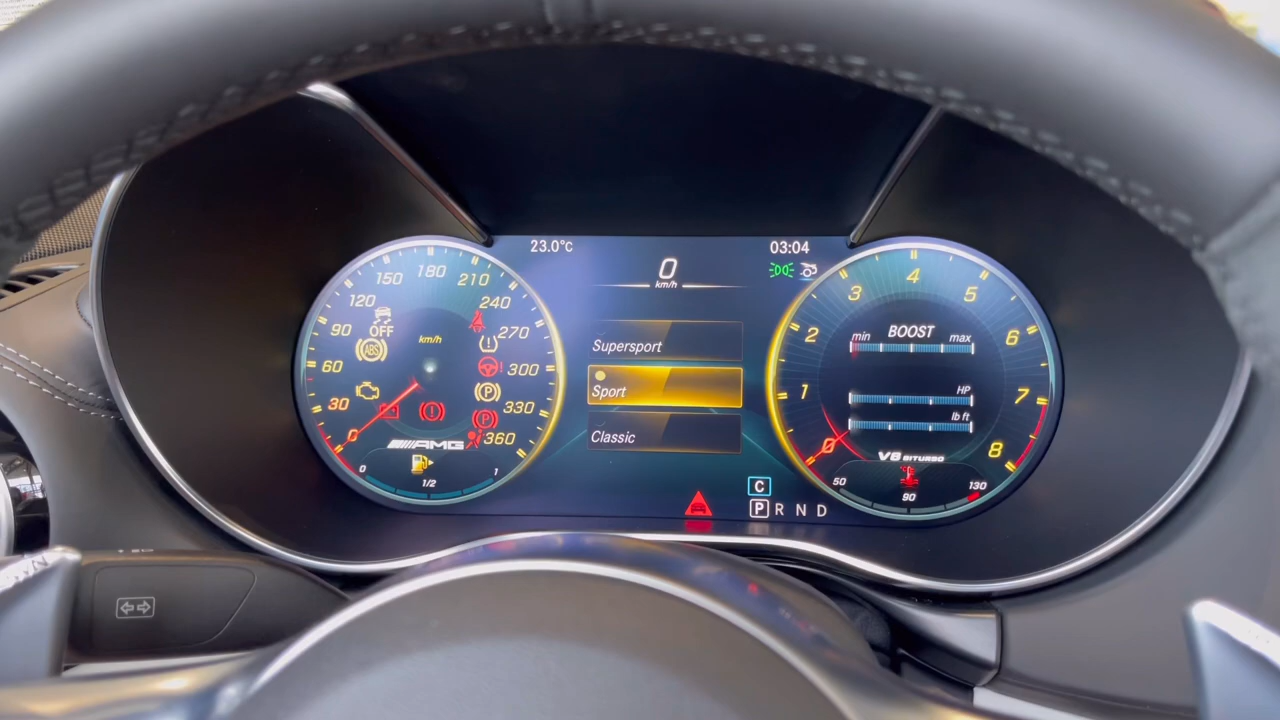 23.0°C
03:04
0
km/h
Supersport
Sport
Classic
C
P R N D
0
30
60
90
120
150
180
210
240
270
300
330
360
km/h
OFF
ABS
P
P
AMG
0
1/2
1
0
1
2
3
4
5
6
7
8
BOOST
min
max
HP
lb ft
V8 BITURBO
50
90
130